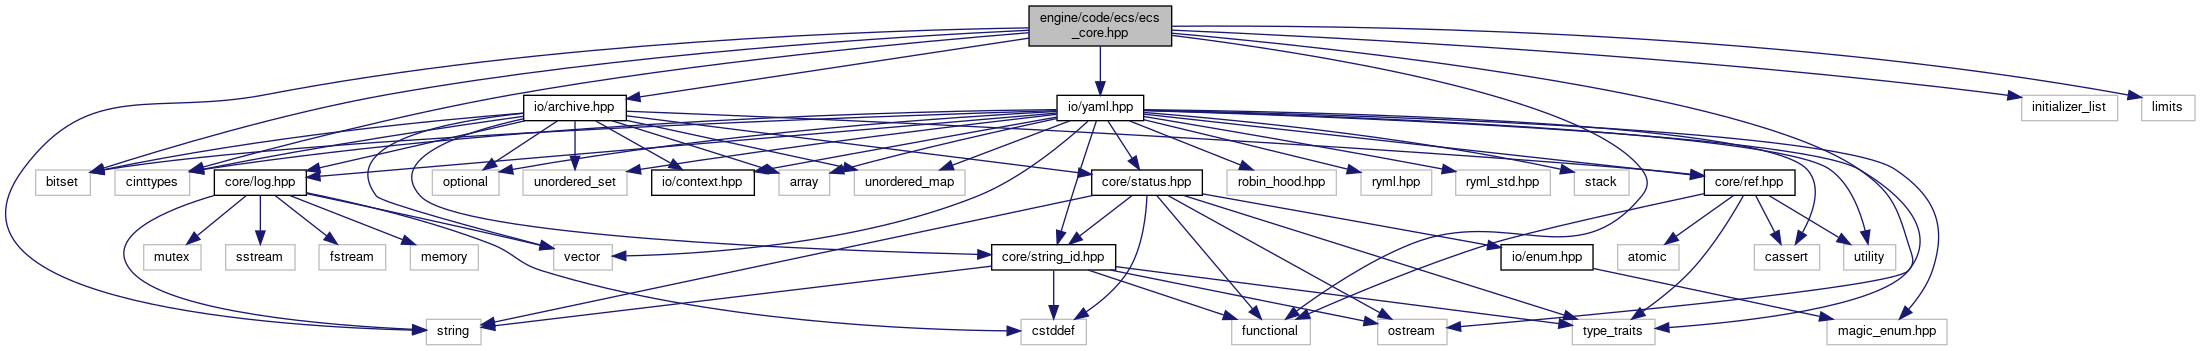 engine/code/ecs/ecs
_core.hpp
io/archive.hpp
io/yaml.hpp
initializer_list
limits
bitset
cinttypes
core/log.hpp
optional
unordered_set
io/context.hpp
array
unordered_map
core/status.hpp
robin_hood.hpp
ryml.hpp
ryml_std.hpp
stack
core/ref.hpp
mutex
sstream
fstream
memory
vector
core/string_id.hpp
io/enum.hpp
atomic
cassert
utility
string
cstddef
functional
ostream
type_traits
magic_enum.hpp